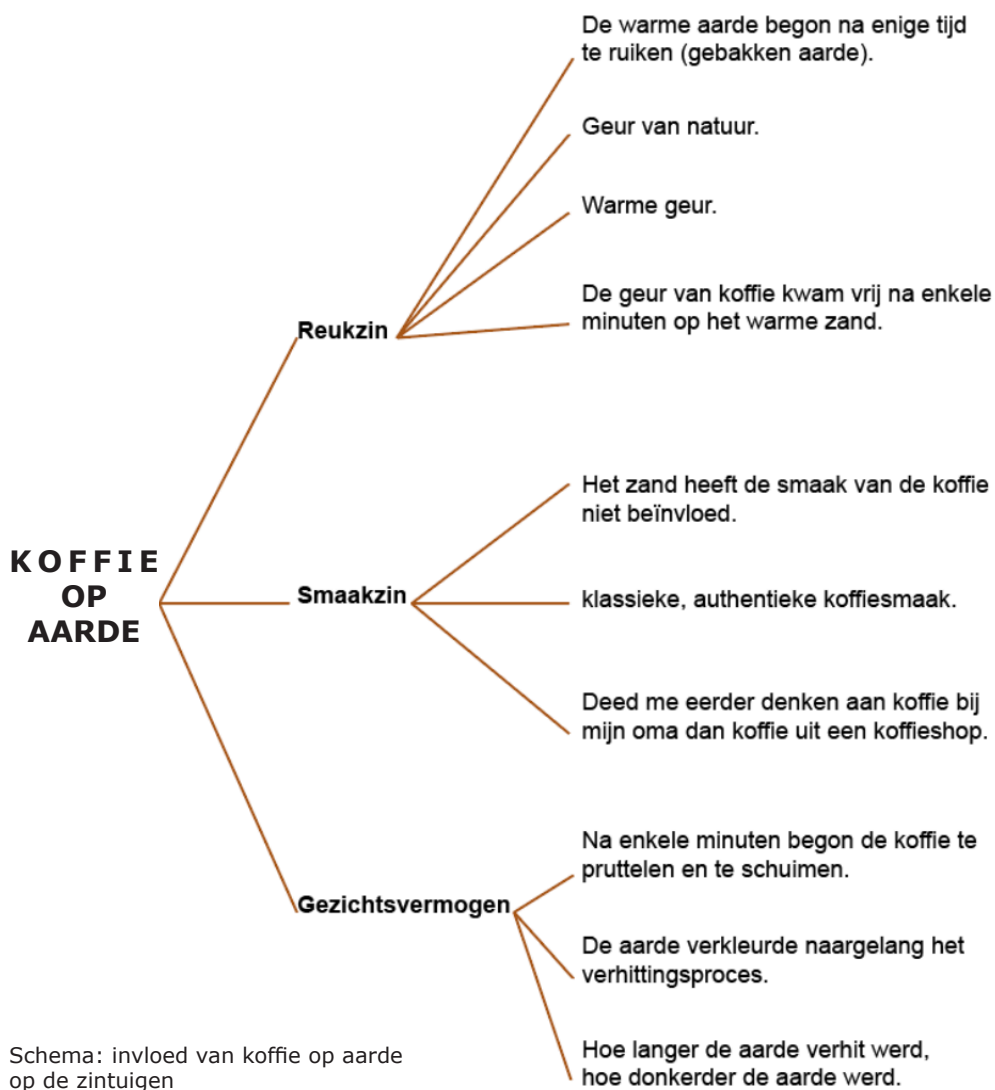 De warme aarde begon na enige tijd
te ruiken (gebakken aarde).
Geur van natuur.
Warme geur.
De geur van koffie kwam vrij na enkele
minuten op het warme zand.
Reukzin
Het zand heeft de smaak van de koffie
niet beïnvloed.
KOFFIE
OP
AARDE
Smaakzin
klassieke, authentieke koffiesmaak.
Deed me eerder denken aan koffie bij
mijn oma dan koffie uit een koffieshop.
Na enkele minuten begon de koffie te
pruttelen en te schuimen.
Gezichtsvermogen
De aarde verkleurde naargelang het
verhittingsproces.
Hoe langer de aarde verhit werd,
hoe donkerder de aarde werd.
Schema: invloed van koffie op aarde
op de zintuigen